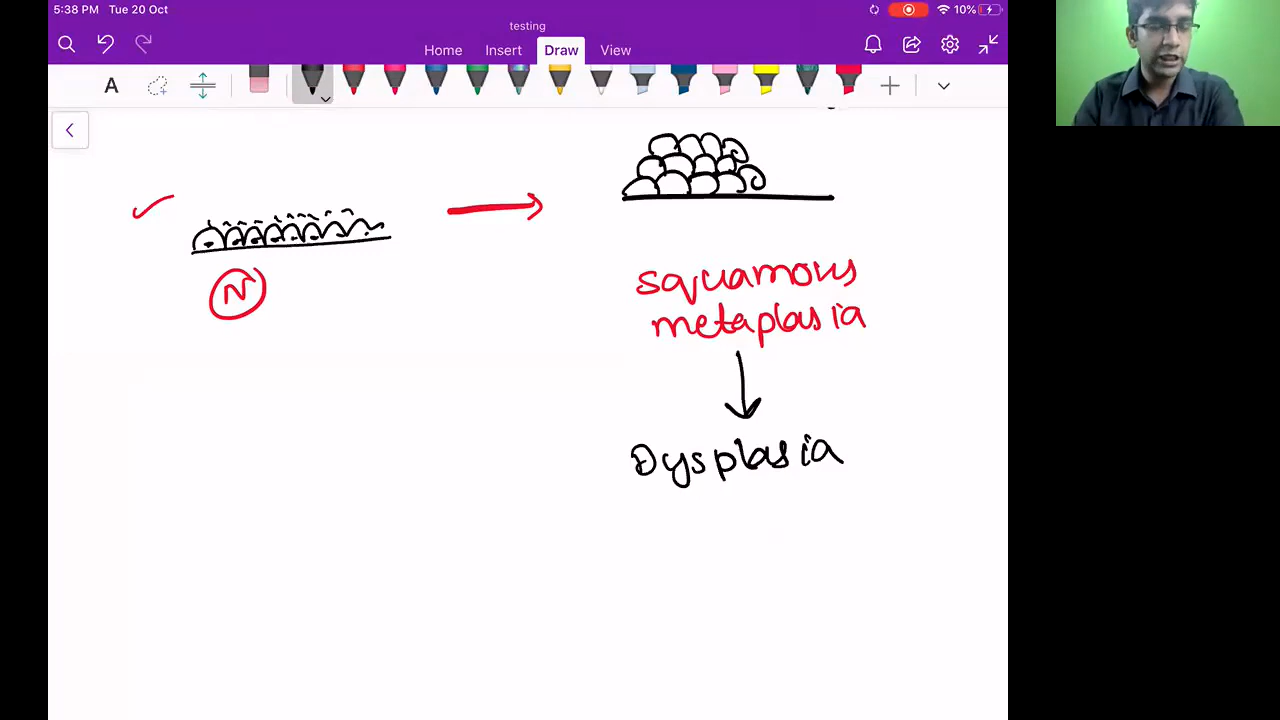 5:38 PM Tue 20 Oct
10%
testing
Home Insert Draw View
A
N
squamous
metaplasia
Dysplasia